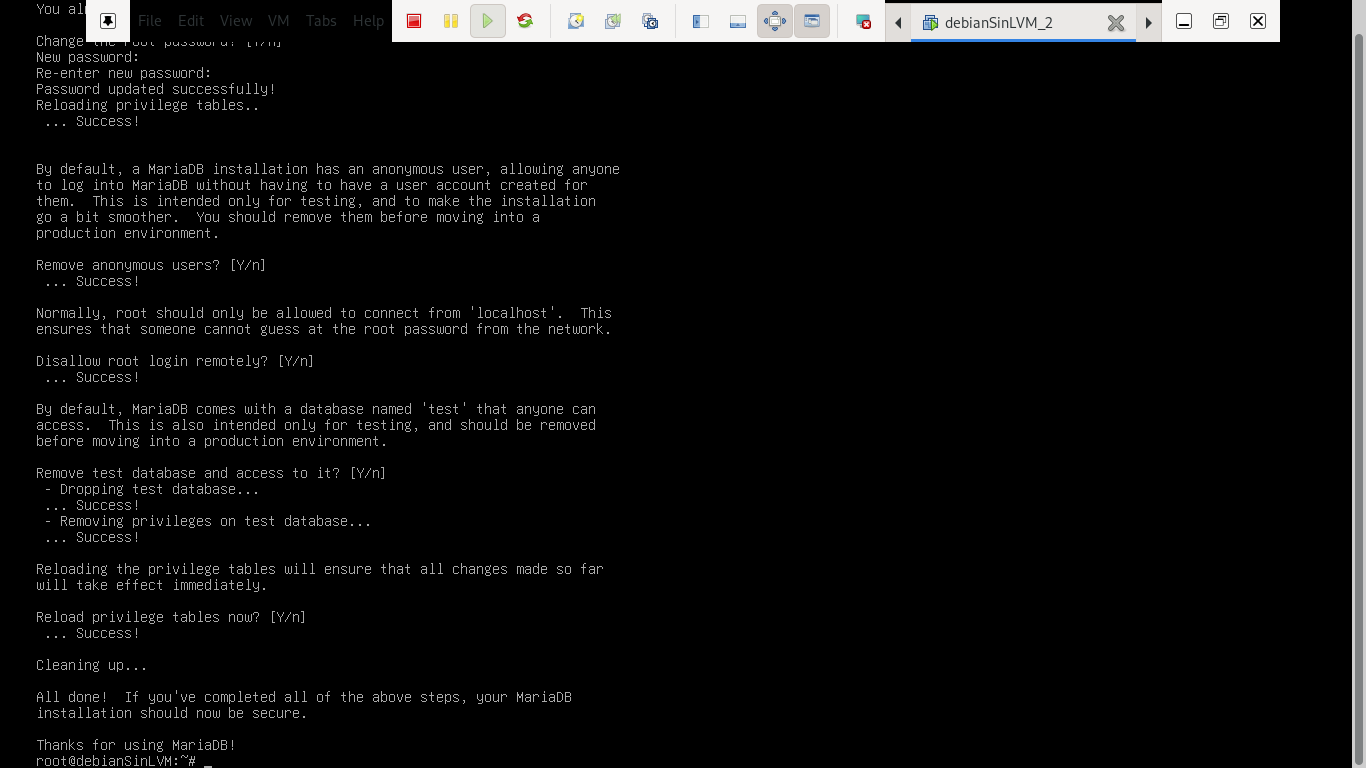 You al
File Edit View VM Tabs Help
debianSinLVM_2
Change the root password? [Y/n]
New password:
Re-enter new password:
Password updated successfully!
Reloading privilege tables..
... Success!
By default, a MariaDB installation has an anonymous user, allowing anyone
to log into MariaDB without having to have a user account created for
them.  This is intended only for testing, and to make the installation
go a bit smoother.  You should remove them before moving into a
production environment.
Remove anonymous users? [Y/n]
... Success!
Normally, root should only be allowed to connect from 'localhost'.  This
ensures that someone cannot guess at the root password from the network.
Disallow root login remotely? [Y/n]
... Success!
By default, MariaDB comes with a database named 'test' that anyone can
access.  This is also intended only for testing, and should be removed
before moving into a production environment.
Remove test database and access to it? [Y/n]
- Dropping test database...
... Success!
- Removing privileges on test database...
... Success!
Reloading the privilege tables will ensure that all changes made so far
will take effect immediately.
Reload privilege tables now? [Y/n]
... Success!
Cleaning up...
All done!  If you've completed all of the above steps, your MariaDB
installation should now be secure.
Thanks for using MariaDB!
root@debianSinLVM:~# _